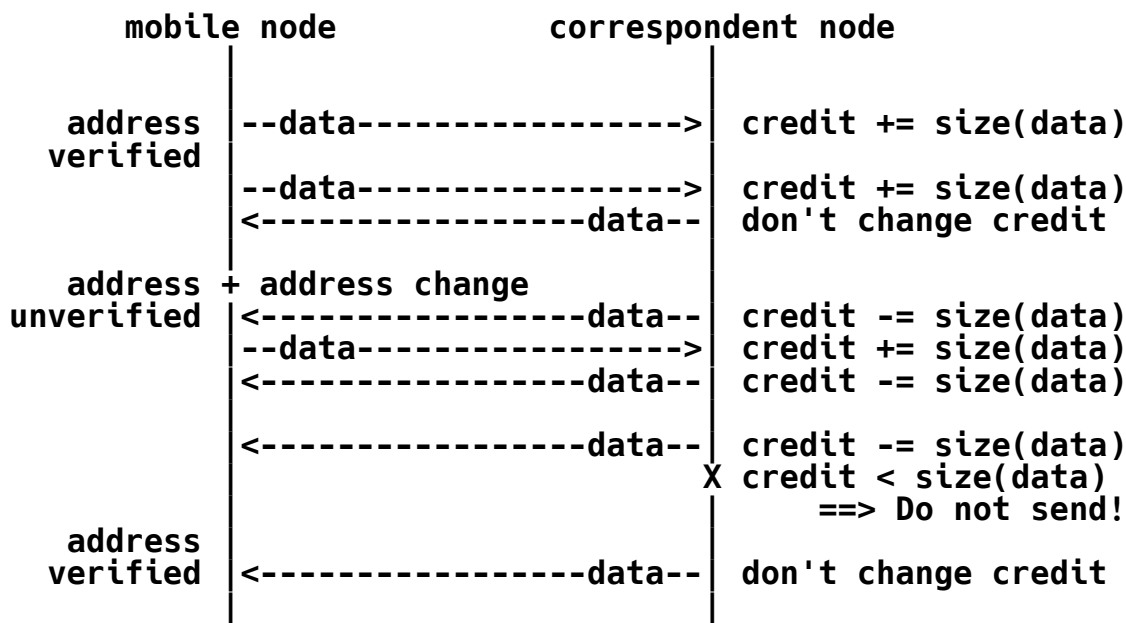 mobile node correspondent node
address |--data----------------->| credit += size(data)
verified
--data----------------->| credit += size(data)
<-----------------data--| don't change credit
address + address change
unverified |<-----------------data--| credit -= size(data)
|--data----------------->| credit += size(data)
|<-----------------data--| credit -= size(data)
|<-----------------data--| credit -= size(data)
X credit < size(data)
==> Do not send!
address
verified |<-----------------data--| don't change credit